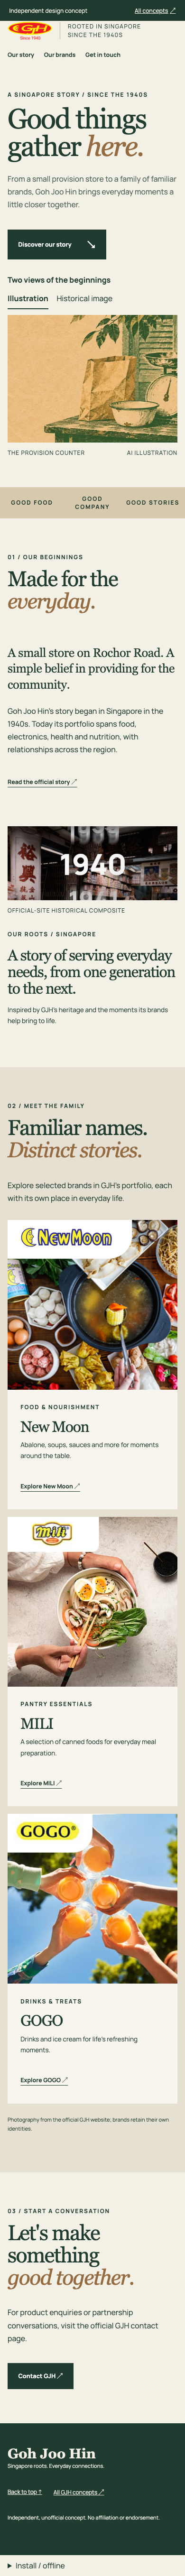 Independent design concept
All concepts ↗
GJH
Since 1945
ROOTED IN SINGAPORE
SINCE THE 1940S
Our story
Our brands
Get in touch
A SINGAPORE STORY / SINCE THE 1940S
Good things
gather here.
From a small provision store to a family of familiar
brands, Goh Joo Hin brings everyday moments a
little closer together.
Discover our story ↘
Two views of the beginnings
Illustration
Historical image
THE PROVISION COUNTER
AI ILLUSTRATION
GOOD FOOD
GOOD
COMPANY
GOOD STORIES
01 / OUR BEGINNINGS
Made for the
everyday.
A small store on Rochor Road. A
simple belief in providing for the
community.
Goh Joo Hin's story began in Singapore in the
1940s. Today its portfolio spans food,
electronics, health and nutrition, with
relationships across the region.
Read the official story ↗
1940
OFFICIAL-SITE HISTORICAL COMPOSITE
OUR ROOTS / SINGAPORE
A story of serving everyday
needs, from one generation
to the next.
Inspired by GJH's heritage and the moments its brands
help bring to life.
02 / MEET THE FAMILY
Familiar names.
Distinct stories.
Explore selected brands in GJH's portfolio, each
with its own place in everyday life.
New Moon
FOOD & NOURISHMENT
New Moon
Abalone, soups, sauces and more for moments
around the table.
Explore New Moon ↗
mili
PANTRY ESSENTIALS
MILI
A selection of canned foods for everyday meal
preparation.
Explore MILI ↗
GOGO®
DRINKS & TREATS
GOGO
Drinks and ice cream for life's refreshing
moments.
Explore GOGO ↗
Photography from the official GJH website; brands retain their own
identities.
03 / START A CONVERSATION
Let's make
something
good together.
For product enquiries or partnership
conversations, visit the official GJH contact
page.
Contact GJH ↗
Goh Joo Hin
Singapore roots. Everyday connections.
Back to top ↑
All GJH concepts ↗
Independent, unofficial concept. No affiliation or endorsement.
▶ Install / offline